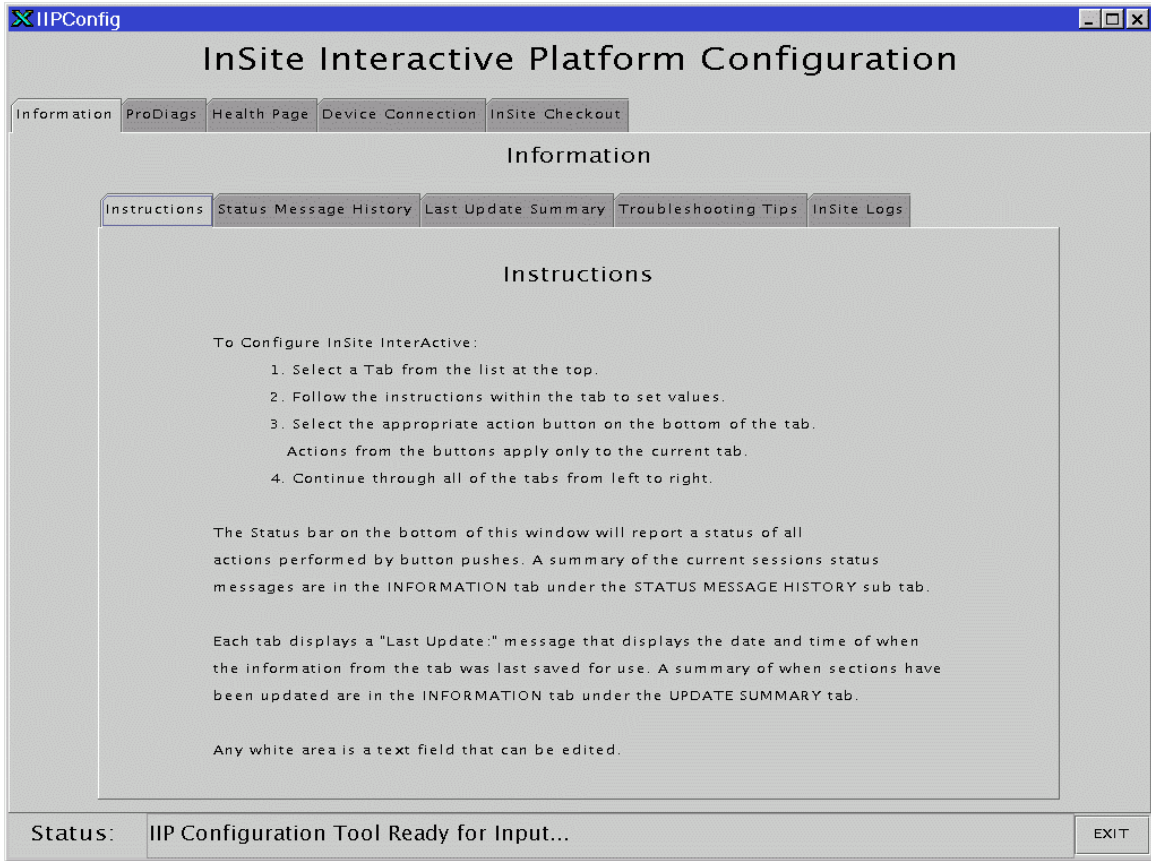 IIPConfig
InSite Interactive Platform Configuration
Information ProDiags Health Page Device Connection InSite Checkout
Information
Instructions Status Message History Last Update Summary Troubleshooting Tips InSite Logs
Instructions
To Configure InSite InterActive:
1. Select a Tab from the list at the top.
2. Follow the instructions within the tab to set values.
3. Select the appropriate action button on the bottom of the tab.
Actions from the buttons apply only to the current tab.
4. Continue through all of the tabs from left to right.
The Status bar on the bottom of this window will report a status of all
actions performed by button pushes. A summary of the current sessions status
messages are in the INFORMATION tab under the STATUS MESSAGE HISTORY sub tab.
Each tab displays a "Last Update:" message that displays the date and time of when
the information from the tab was last saved for use. A summary of when sections have
been updated are in the INFORMATION tab under the UPDATE SUMMARY tab.
Any white area is a text field that can be edited.
Status: IIP Configuration Tool Ready for Input... EXIT